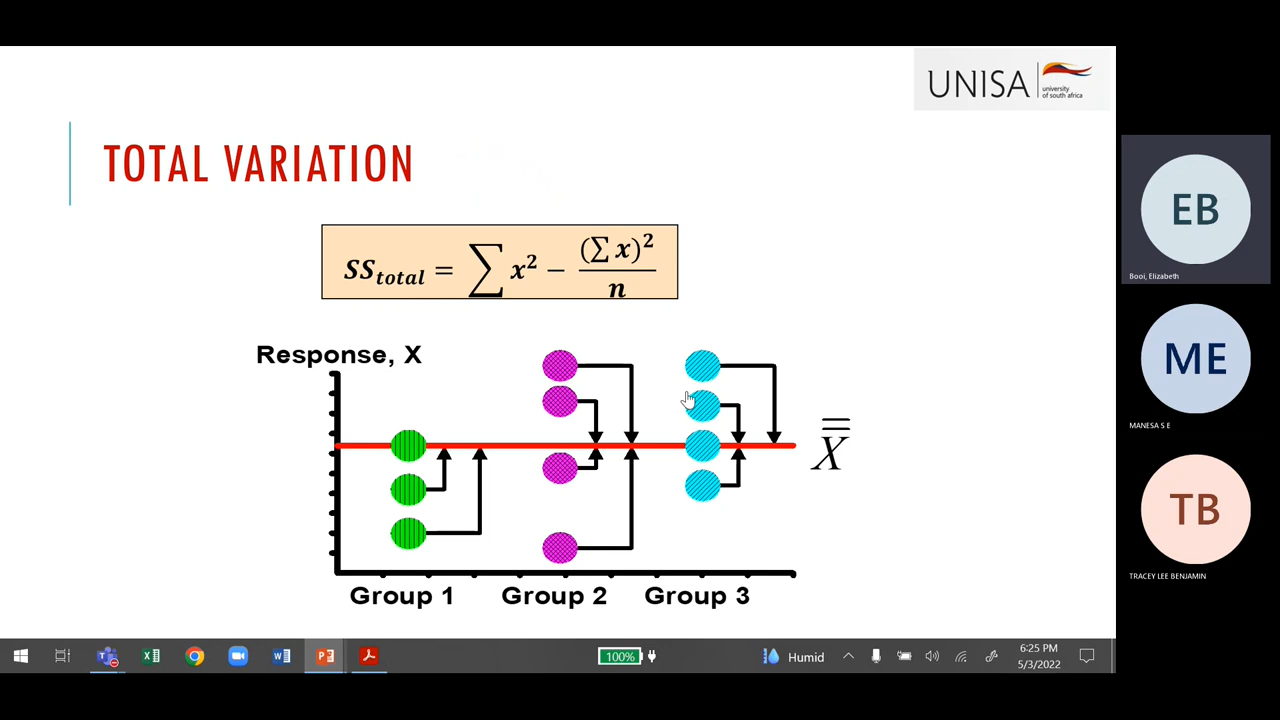 UNISA
university
of south africa
TOTAL VARIATION
SS_total = ∑ x² − (∑ x)² / n
Response, X
X̿
Group 1 Group 2 Group 3
EB
Booi, Elizabeth
ME
MANESA S E
TB
TRACEY LEE BENJAMIN
100%
Humid
6:25 PM
5/3/2022